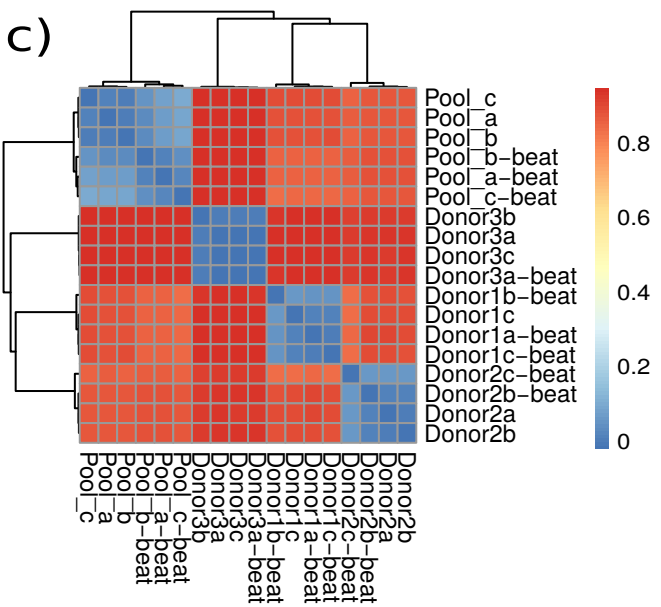 c)
Pool_c
Pool_a
Pool_b
Pool_b-beat
Pool_a-beat
Pool_c-beat
Donor3b
Donor3a
Donor3c
Donor3a-beat
Donor1b-beat
Donor1c
Donor1a-beat
Donor1c-beat
Donor2c-beat
Donor2b-beat
Donor2a
Donor2b
0.8
0.6
0.4
0.2
0
Pool_c
Pool_a
Pool_b
Pool_b-beat
Pool_a-beat
Pool_c-beat
Donor3b
Donor3a
Donor3c
Donor3a-beat
Donor1b-beat
Donor1c
Donor1a-beat
Donor1c-beat
Donor2c-beat
Donor2b-beat
Donor2a
Donor2b